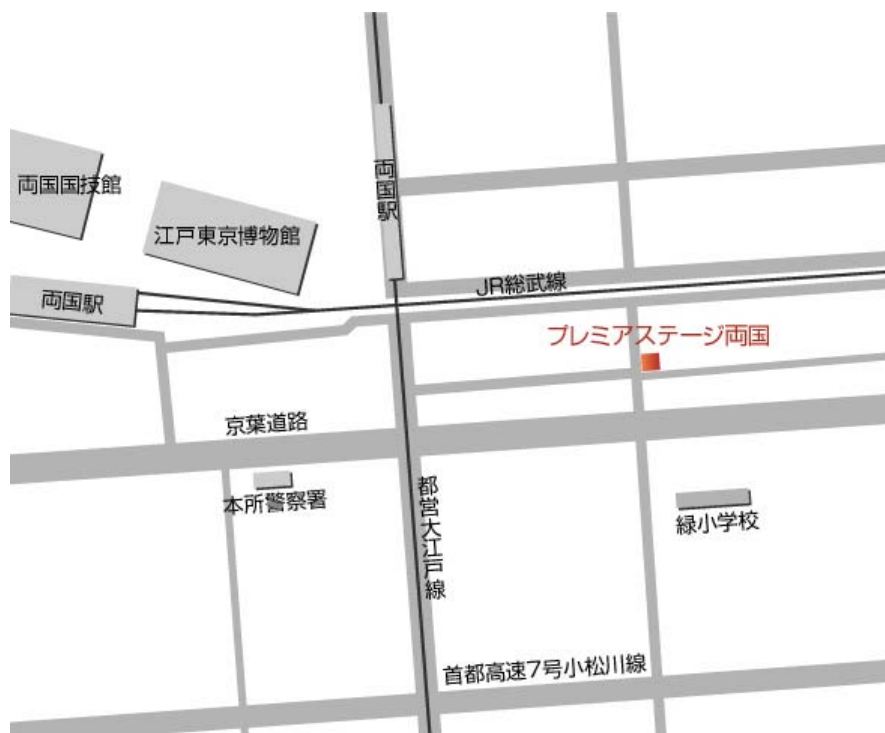 両国国技館
両国駅
江戸東京博物館
両国駅
JR総武線
プレミアステージ両国
京葉道路
本所警察署
都営大江戸線
緑小学校
首都高速7号小松川線